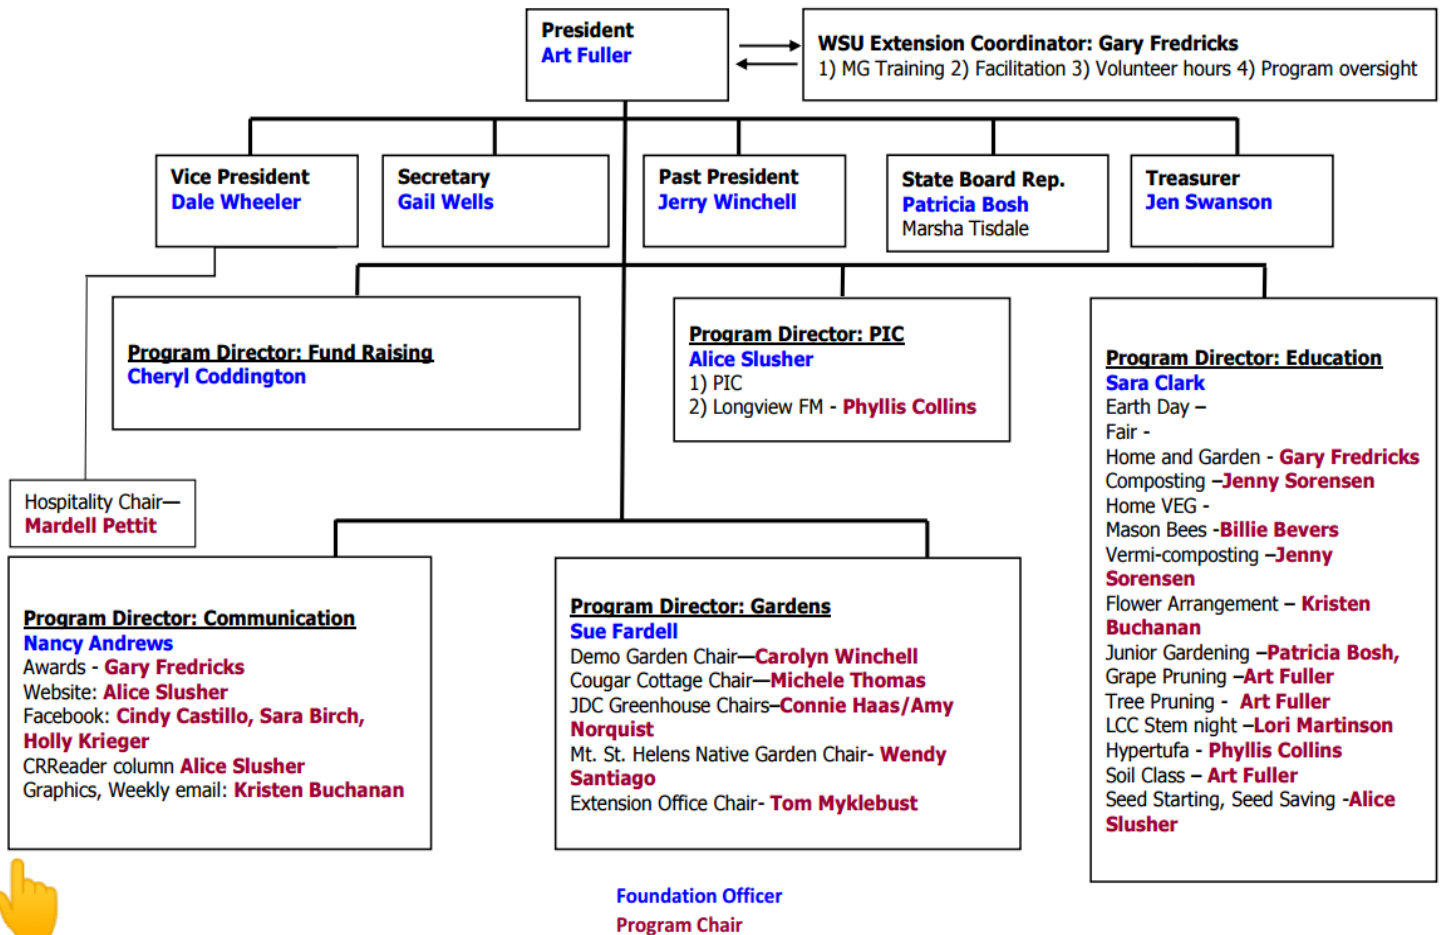 President
Art Fuller
WSU Extension Coordinator: Gary Fredricks
1) MG Training 2) Facilitation 3) Volunteer hours 4) Program oversight
Vice President
Dale Wheeler
Secretary
Gail Wells
Past President
Jerry Winchell
State Board Rep.
Patricia Bosh
Marsha Tisdale
Treasurer
Jen Swanson
Program Director: Fund Raising
Cheryl Coddington
Program Director: PIC
Alice Slusher
1) PIC
2) Longview FM - Phyllis Collins
Program Director: Education
Sara Clark
Earth Day –
Fair -
Home and Garden - Gary Fredricks
Composting –Jenny Sorensen
Home VEG -
Mason Bees -Billie Bevers
Vermi-composting –Jenny
Sorensen
Flower Arrangement – Kristen
Buchanan
Junior Gardening –Patricia Bosh,
Grape Pruning –Art Fuller
Tree Pruning -  Art Fuller
LCC Stem night –Lori Martinson
Hypertufa - Phyllis Collins
Soil Class – Art Fuller
Seed Starting, Seed Saving -Alice
Slusher
Hospitality Chair—
Mardell Pettit
Program Director: Communication
Nancy Andrews
Awards - Gary Fredricks
Website: Alice Slusher
Facebook: Cindy Castillo, Sara Birch,
Holly Krieger
CRReader column Alice Slusher
Graphics, Weekly email: Kristen Buchanan
Program Director: Gardens
Sue Fardell
Demo Garden Chair—Carolyn Winchell
Cougar Cottage Chair—Michele Thomas
JDC Greenhouse Chairs–Connie Haas/Amy
Norquist
Mt. St. Helens Native Garden Chair- Wendy
Santiago
Extension Office Chair- Tom Myklebust
Foundation Officer
Program Chair